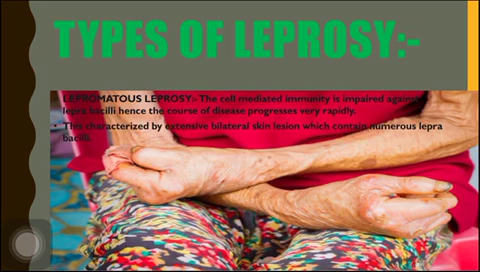 TYPES OF LEPROSY:-
LEPROMATOUS LEPROSY:- The cell mediated immunity is impaired against
lepra bacilli hence the course of disease progresses very rapidly.
• This characterized by extensive bilateral skin lesion which contain numerous lepra
bacilli.